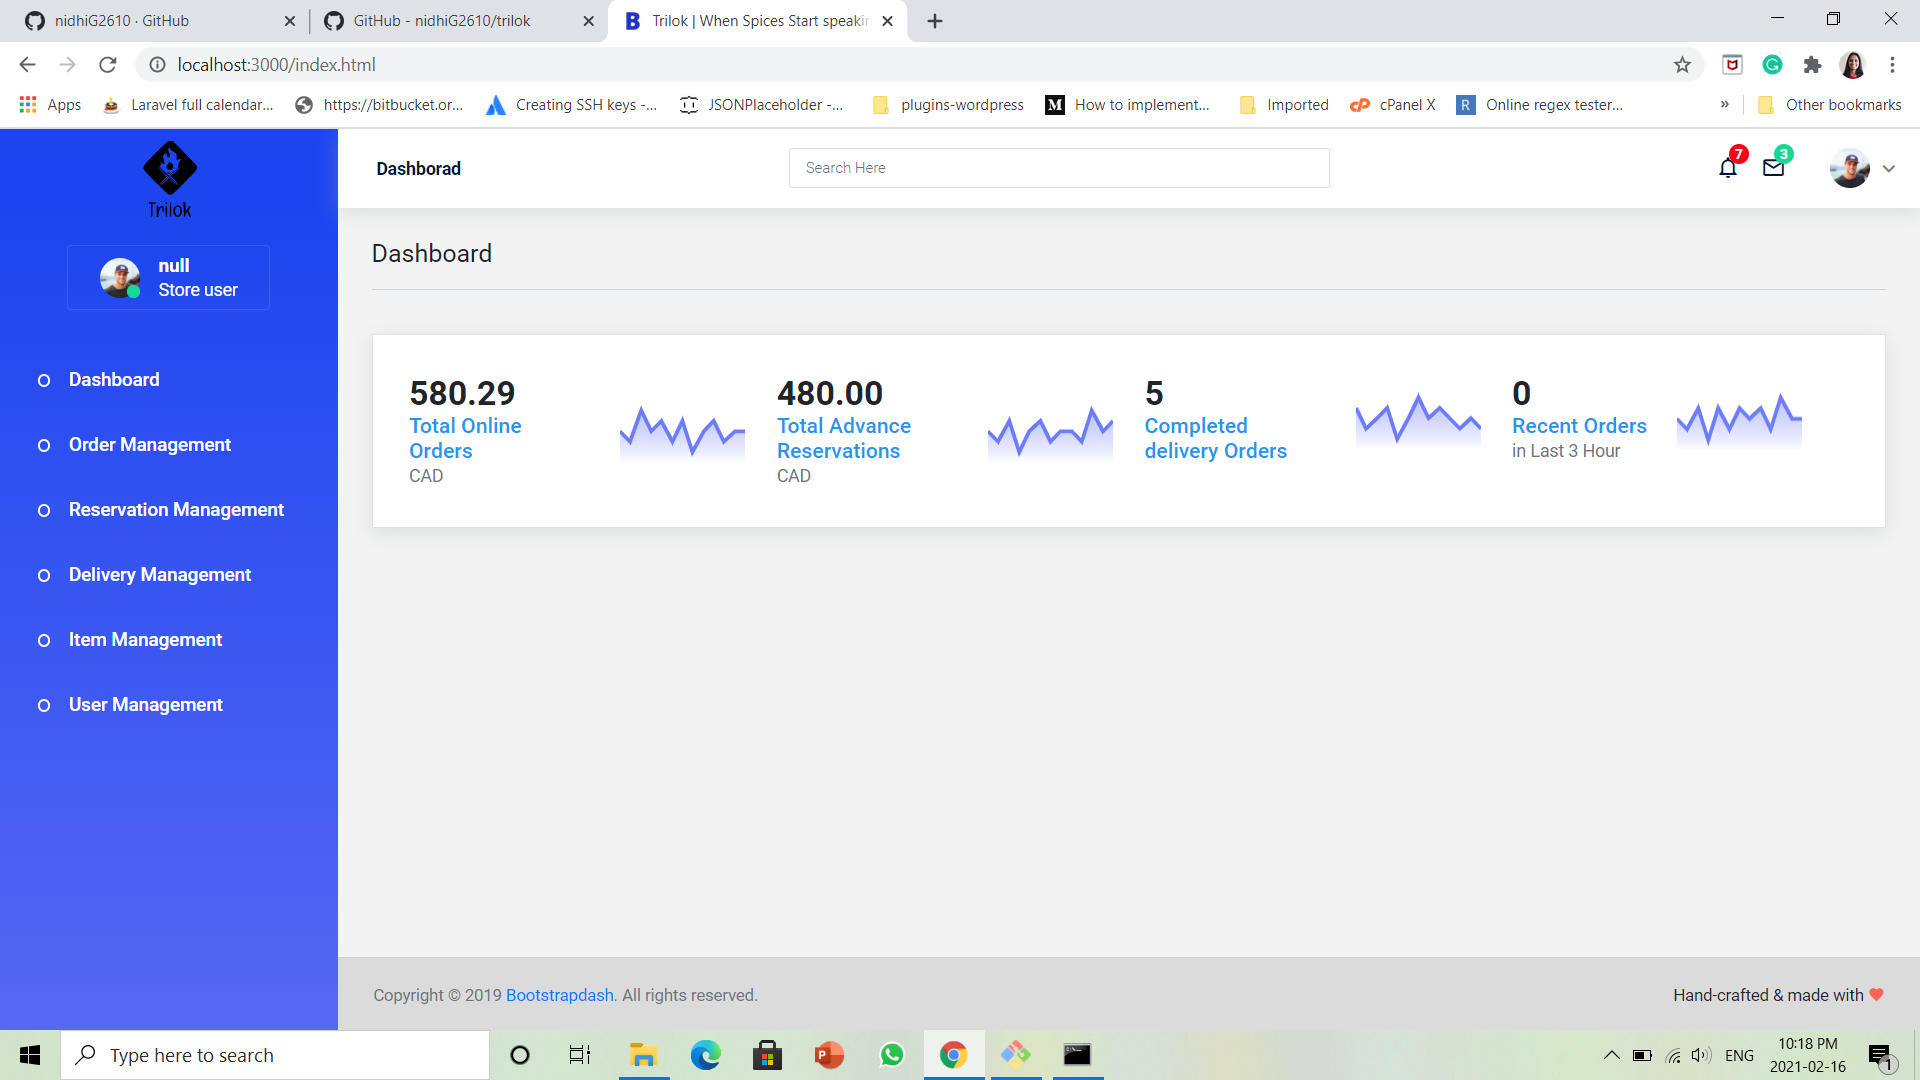 nidhiG2610 · GitHub
GitHub - nidhiG2610/trilok
B Trilok | When Spices Start speakin
localhost:3000/index.html
Apps
Laravel full calendar...
https://bitbucket.or...
Creating SSH keys -...
JSONPlaceholder -...
plugins-wordpress
M How to implement...
Imported
cP cPanel X
R Online regex tester...
»
Other bookmarks
Trilok
Dashborad
Search Here
7
3
null
Store user
Dashboard
Order Management
Reservation Management
Delivery Management
Item Management
User Management
Dashboard
580.29
Total Online
Orders
CAD
480.00
Total Advance
Reservations
CAD
5
Completed
delivery Orders
0
Recent Orders
in Last 3 Hour
Copyright © 2019 Bootstrapdash. All rights reserved.
Hand-crafted & made with
Type here to search
P
ENG
10:18 PM
2021-02-16
1